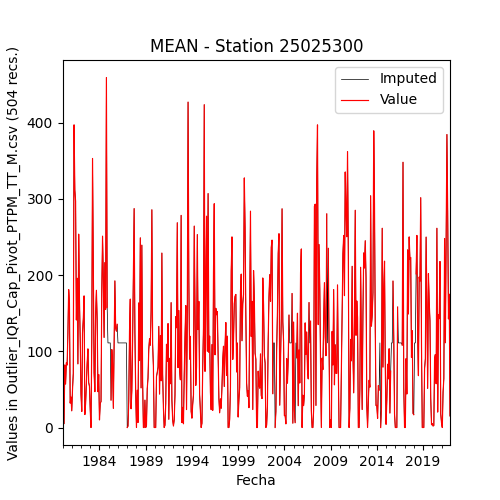 MEAN - Station 25025300
Imputed
Value
Values in Outlier_IQR_Cap_Pivot_PTPM_TT_M.csv (504 recs.)
400
300
200
100
0
1984 1989 1994 1999 2004 2009 2014 2019
Fecha